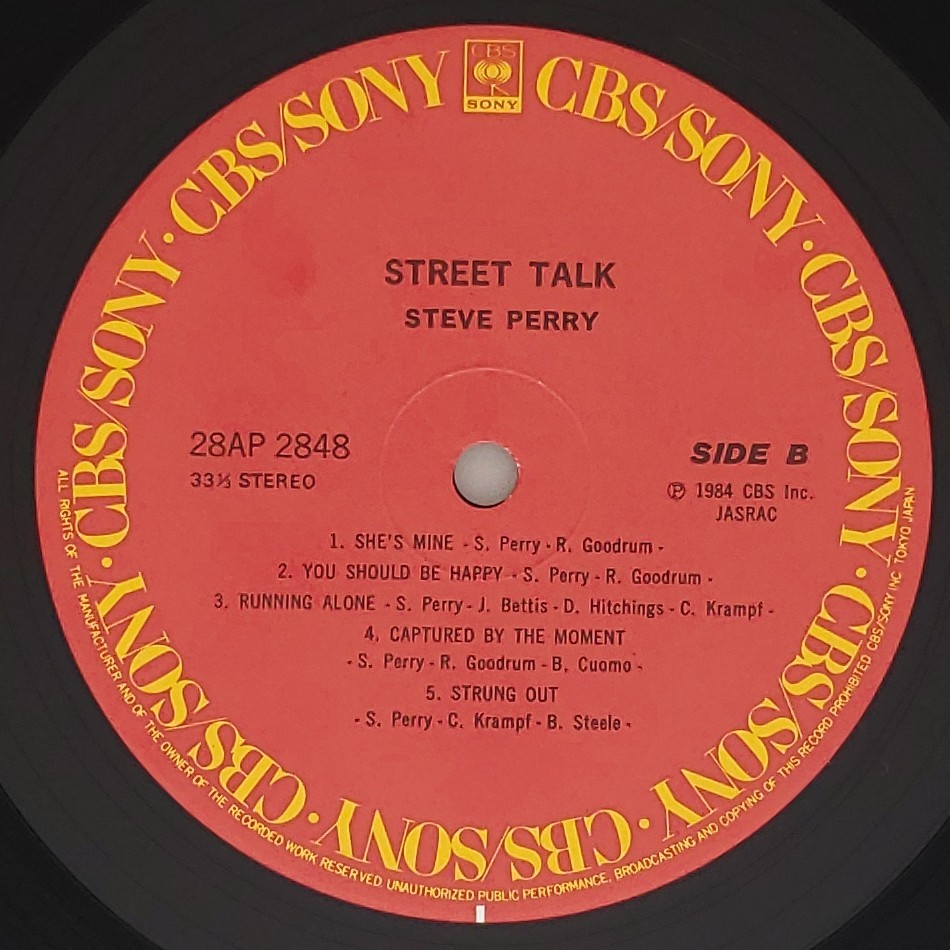 CBS
SONY
CBS/SONY · CBS/SONY · CBS/SONY · CBS/SONY · CBS/SONY · CBS/SONY · CBS/SONY · CBS/SONY
STREET TALK
STEVE PERRY
28AP 2848
33⅓ STEREO
SIDE B
Ⓟ 1984 CBS Inc.
JASRAC
1. SHE'S MINE - S. Perry - R. Goodrum -
2. YOU SHOULD BE HAPPY - S. Perry - R. Goodrum -
3. RUNNING ALONE - S. Perry - J. Bettis - D. Hitchings - C. Krampf -
4. CAPTURED BY THE MOMENT
- S. Perry - R. Goodrum - B. Cuomo -
5. STRUNG OUT
- S. Perry - C. Krampf - B. Steele -
ALL RIGHTS OF THE MANUFACTURER AND OF THE OWNER OF THE RECORDED WORK RESERVED. UNAUTHORIZED PUBLIC PERFORMANCE, BROADCASTING AND COPYING OF THIS RECORD PROHIBITED CBS/SONY INC TOKYO JAPAN